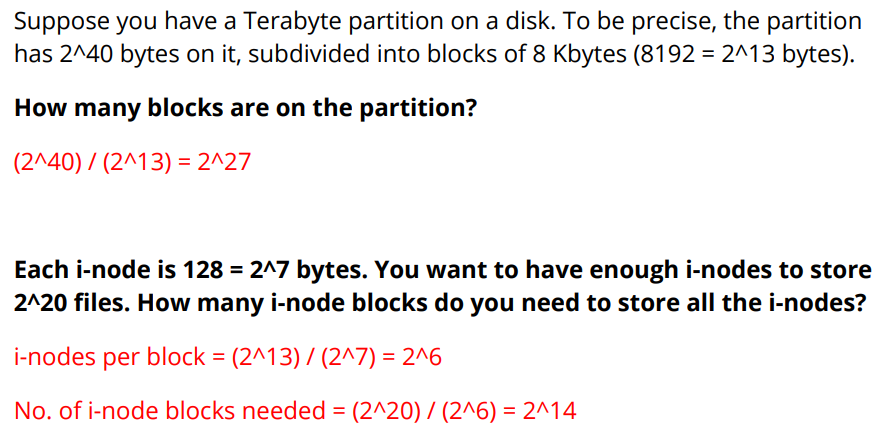 Suppose you have a Terabyte partition on a disk. To be precise, the partition
has 2^40 bytes on it, subdivided into blocks of 8 Kbytes (8192 = 2^13 bytes).
How many blocks are on the partition?
(2^40) / (2^13) = 2^27
Each i-node is 128 = 2^7 bytes. You want to have enough i-nodes to store
2^20 files. How many i-node blocks do you need to store all the i-nodes?
i-nodes per block = (2^13) / (2^7) = 2^6
No. of i-node blocks needed = (2^20) / (2^6) = 2^14